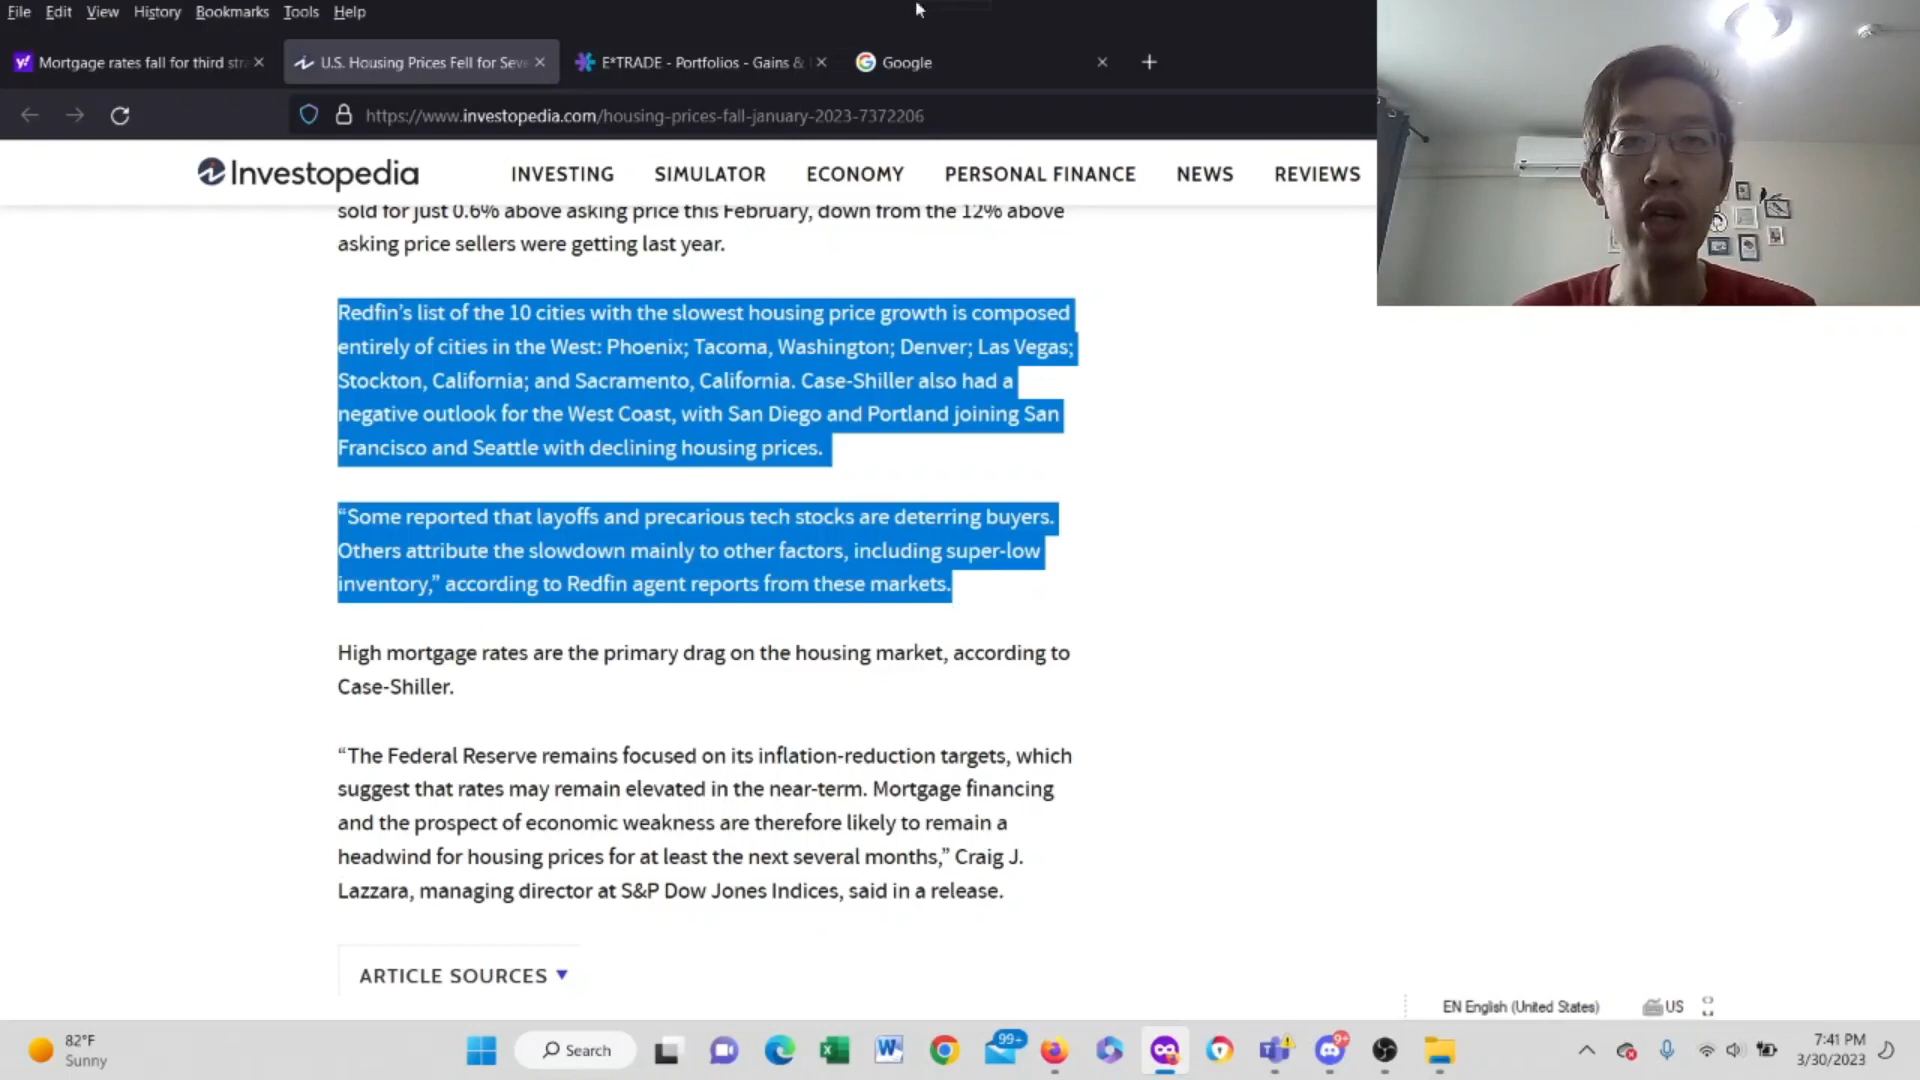 File Edit View History Bookmarks Tools Help
Mortgage rates fall for third stra
U.S. Housing Prices Fell for Seve
E*TRADE - Portfolios - Gains &
Google
https://www.investopedia.com/housing-prices-fall-january-2023-7372206
Investopedia INVESTING SIMULATOR ECONOMY PERSONAL FINANCE NEWS REVIEWS
sold for just 0.6% above asking price this February, down from the 12% above
asking price sellers were getting last year.
Redfin’s list of the 10 cities with the slowest housing price growth is composed
entirely of cities in the West: Phoenix; Tacoma, Washington; Denver; Las Vegas;
Stockton, California; and Sacramento, California. Case-Shiller also had a
negative outlook for the West Coast, with San Diego and Portland joining San
Francisco and Seattle with declining housing prices.
“Some reported that layoffs and precarious tech stocks are deterring buyers.
Others attribute the slowdown mainly to other factors, including super-low
inventory,” according to Redfin agent reports from these markets.
High mortgage rates are the primary drag on the housing market, according to
Case-Shiller.
“The Federal Reserve remains focused on its inflation-reduction targets, which
suggest that rates may remain elevated in the near-term. Mortgage financing
and the prospect of economic weakness are therefore likely to remain a
headwind for housing prices for at least the next several months,” Craig J.
Lazzara, managing director at S&P Dow Jones Indices, said in a release.
ARTICLE SOURCES
EN English (United States) US
82°F
Sunny
Search
99+
9+
7:41 PM
3/30/2023